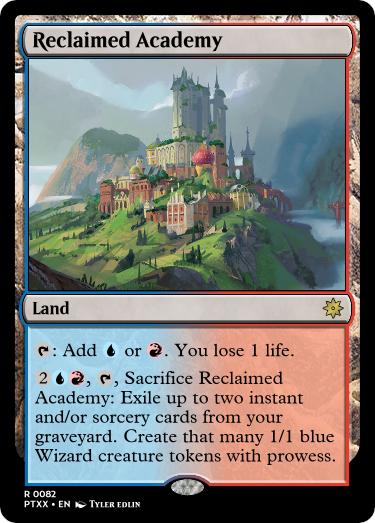 Reclaimed Academy
Land
: Add or . You lose 1 life.
2 , , Sacrifice Reclaimed
Academy: Exile up to two instant
and/or sorcery cards from your
graveyard. Create that many 1/1 blue
Wizard creature tokens with prowess.
R 0082
PTXX • EN Tyler Edlin